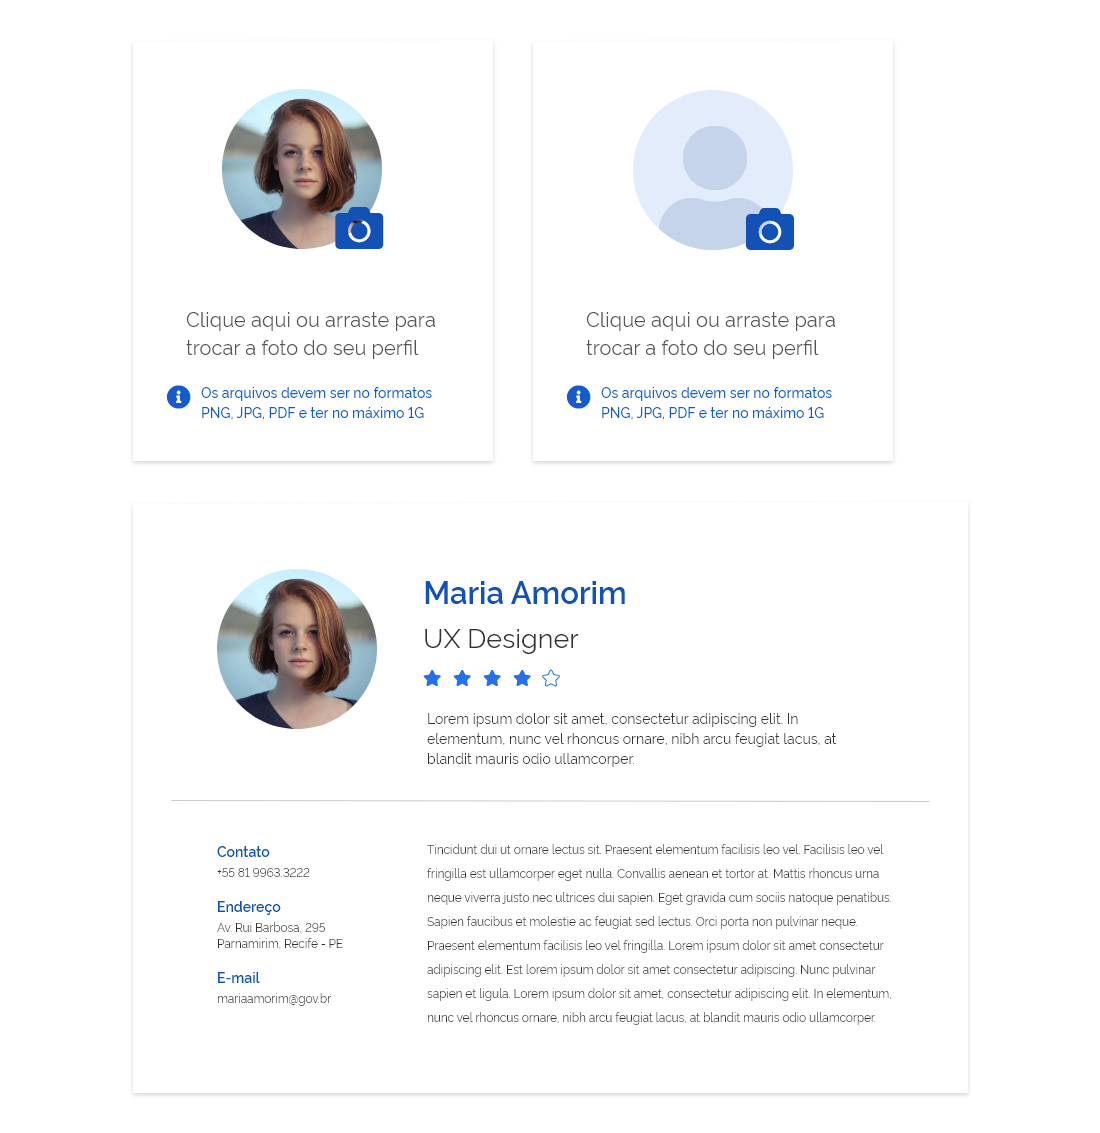 Clique aqui ou arraste para
trocar a foto do seu perfil
Os arquivos devem ser no formatos
PNG, JPG, PDF e ter no máximo 1G
Clique aqui ou arraste para
trocar a foto do seu perfil
Os arquivos devem ser no formatos
PNG, JPG, PDF e ter no máximo 1G
Maria Amorim
UX Designer
Lorem ipsum dolor sit amet, consectetur adipiscing elit. In
elementum, nunc vel rhoncus ornare, nibh arcu feugiat lacus, at
blandit mauris odio ullamcorper.
Contato
+55 81 9963.3222
Endereço
Av. Rui Barbosa, 295
Parnamirim, Recife - PE
E-mail
mariaamorim@gov.br
Tincidunt dui ut ornare lectus sit. Praesent elementum facilisis leo vel. Facilisis leo vel
fringilla est ullamcorper eget nulla. Convallis aenean et tortor at. Mattis rhoncus urna
neque viverra justo nec ultrices dui sapien. Eget gravida cum sociis natoque penatibus.
Sapien faucibus et molestie ac feugiat sed lectus. Orci porta non pulvinar neque.
Praesent elementum facilisis leo vel fringilla. Lorem ipsum dolor sit amet consectetur
adipiscing elit. Est lorem ipsum dolor sit amet consectetur adipiscing. Nunc pulvinar
sapien et ligula. Lorem ipsum dolor sit amet, consectetur adipiscing elit. In elementum,
nunc vel rhoncus ornare, nibh arcu feugiat lacus, at blandit mauris odio ullamcorper.